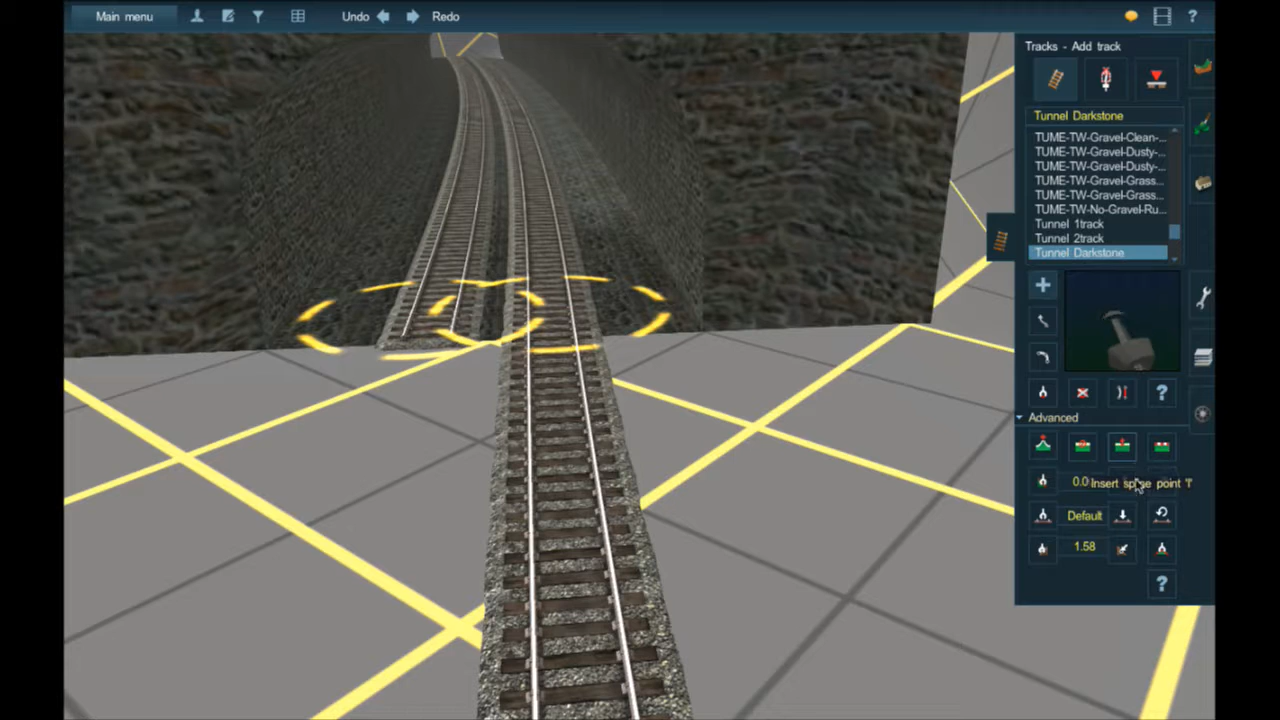 Main menu
Undo
Redo
?
Tracks - Add track
Tunnel Darkstone
TUME-TW-Gravel-Clean-...
TUME-TW-Gravel-Dusty-...
TUME-TW-Gravel-Dusty-...
TUME-TW-Gravel-Grass...
TUME-TW-Gravel-Grass...
TUME-TW-No-Gravel-Ru...
Tunnel 1track
Tunnel 2track
Tunnel Darkstone
?
Advanced
0.0
Insert spline point 'I'
Default
1.58
?